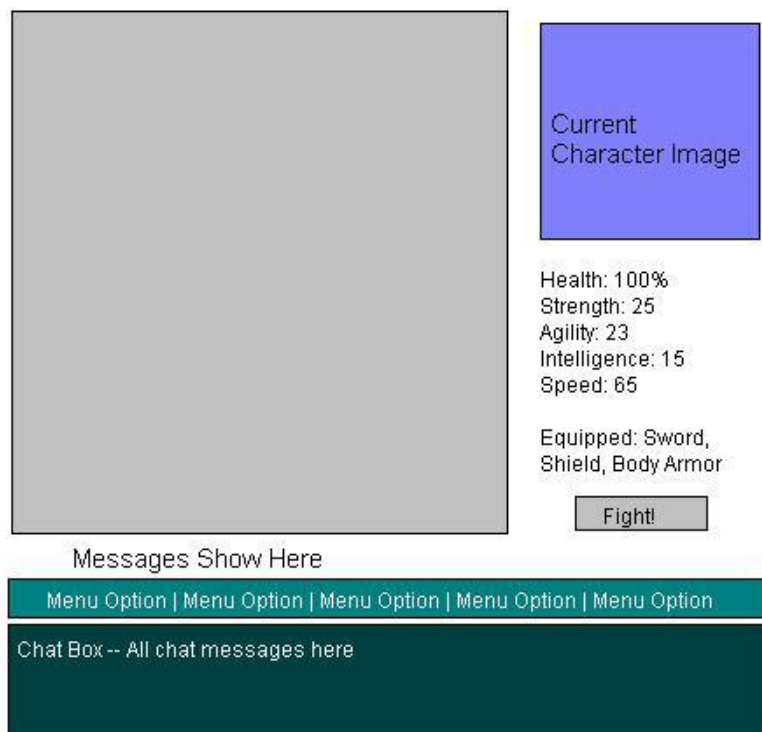 Current
Character Image
Health: 100%
Strength: 25
Agility: 23
Intelligence: 15
Speed: 65
Equipped: Sword,
Shield, Body Armor
Fight!
Messages Show Here
Menu Option | Menu Option | Menu Option | Menu Option | Menu Option
Chat Box -- All chat messages here